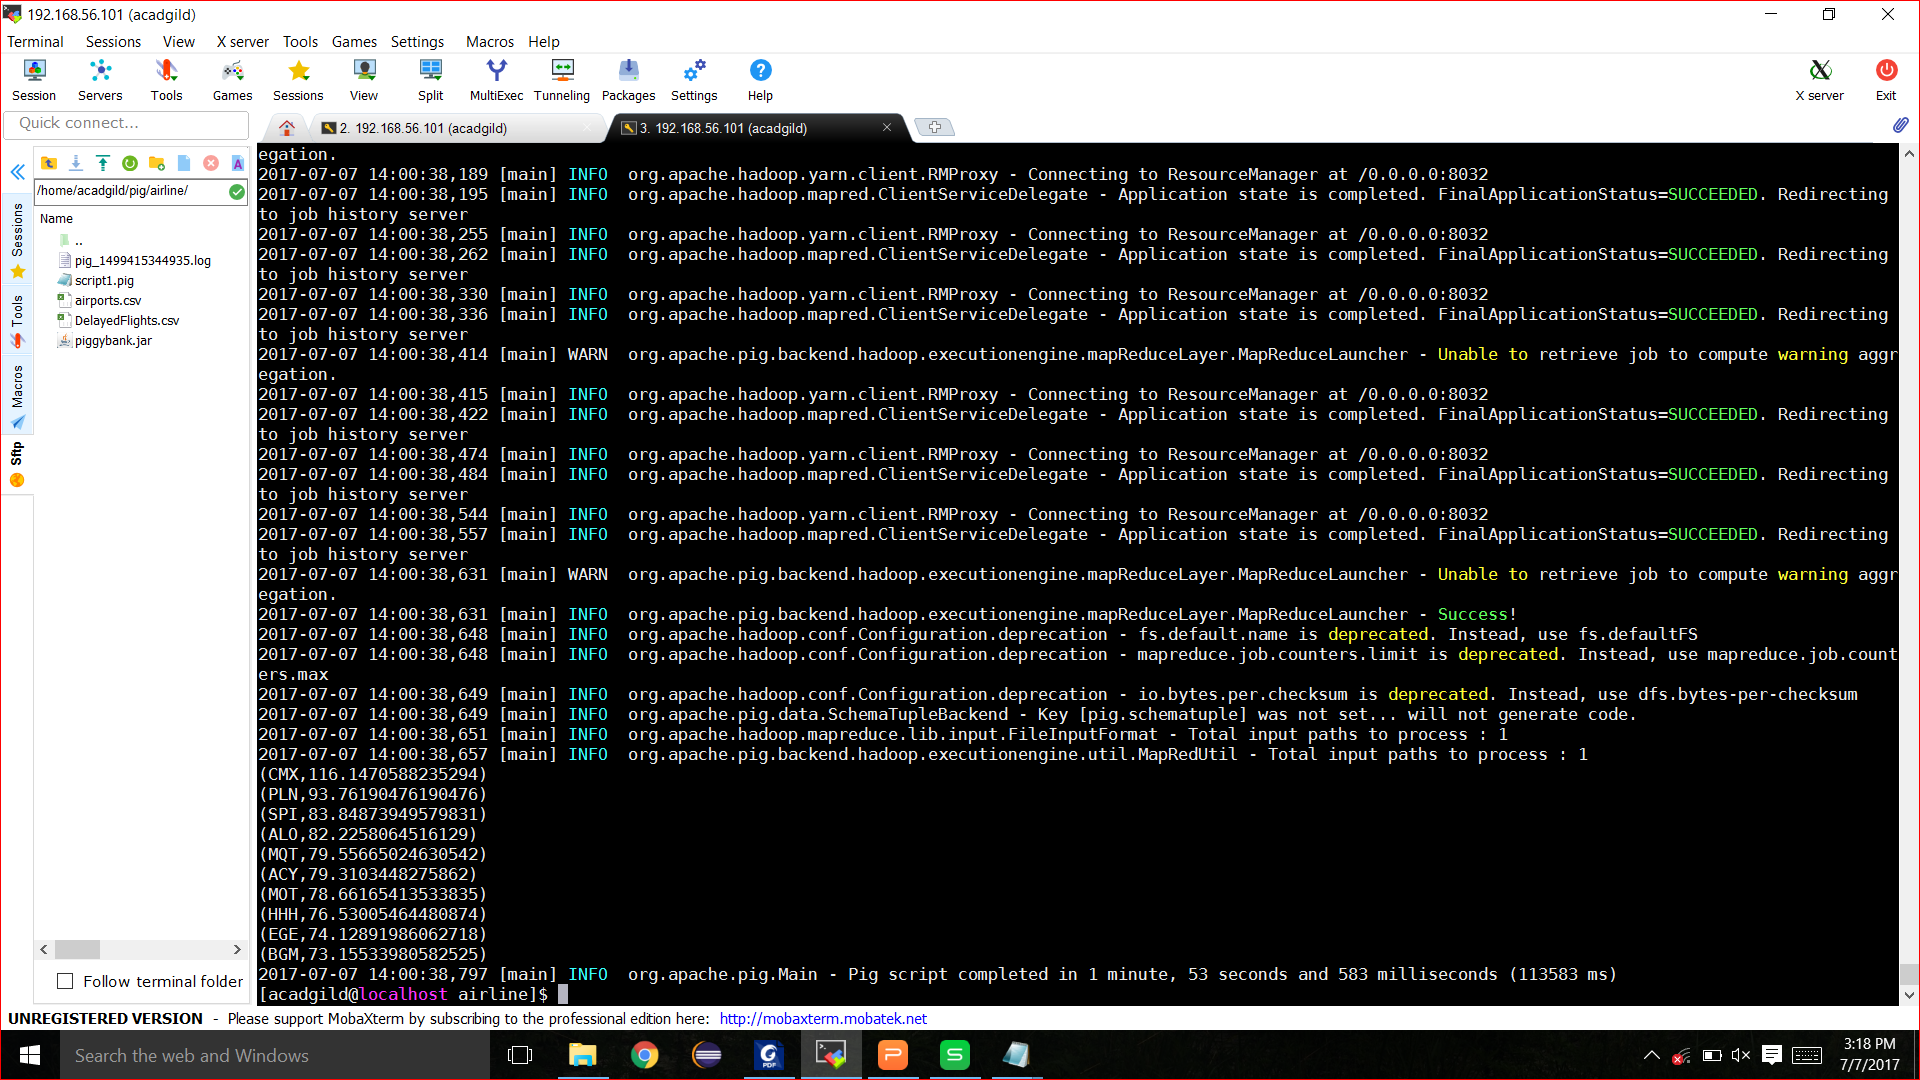 192.168.56.101 (acadgild)
Terminal Sessions View X server Tools Games Settings Macros Help
Session Servers Tools Games Sessions View Split MultiExec Tunneling Packages Settings Help X server Exit
Quick connect...
2. 192.168.56.101 (acadgild)
3. 192.168.56.101 (acadgild)
/home/acadgild/pig/airline/
Name
..
pig_1499415344935.log
script1.pig
airports.csv
DelayedFlights.csv
piggybank.jar
Sessions
Tools
Macros
Sftp
Follow terminal folder
egation.
2017-07-07 14:00:38,189 [main] INFO  org.apache.hadoop.yarn.client.RMProxy - Connecting to ResourceManager at /0.0.0.0:8032
2017-07-07 14:00:38,195 [main] INFO  org.apache.hadoop.mapred.ClientServiceDelegate - Application state is completed. FinalApplicationStatus=SUCCEEDED. Redirecting
to job history server
2017-07-07 14:00:38,255 [main] INFO  org.apache.hadoop.yarn.client.RMProxy - Connecting to ResourceManager at /0.0.0.0:8032
2017-07-07 14:00:38,262 [main] INFO  org.apache.hadoop.mapred.ClientServiceDelegate - Application state is completed. FinalApplicationStatus=SUCCEEDED. Redirecting
to job history server
2017-07-07 14:00:38,330 [main] INFO  org.apache.hadoop.yarn.client.RMProxy - Connecting to ResourceManager at /0.0.0.0:8032
2017-07-07 14:00:38,336 [main] INFO  org.apache.hadoop.mapred.ClientServiceDelegate - Application state is completed. FinalApplicationStatus=SUCCEEDED. Redirecting
to job history server
2017-07-07 14:00:38,414 [main] WARN  org.apache.pig.backend.hadoop.executionengine.mapReduceLayer.MapReduceLauncher - Unable to retrieve job to compute warning aggr
egation.
2017-07-07 14:00:38,415 [main] INFO  org.apache.hadoop.yarn.client.RMProxy - Connecting to ResourceManager at /0.0.0.0:8032
2017-07-07 14:00:38,422 [main] INFO  org.apache.hadoop.mapred.ClientServiceDelegate - Application state is completed. FinalApplicationStatus=SUCCEEDED. Redirecting
to job history server
2017-07-07 14:00:38,474 [main] INFO  org.apache.hadoop.yarn.client.RMProxy - Connecting to ResourceManager at /0.0.0.0:8032
2017-07-07 14:00:38,484 [main] INFO  org.apache.hadoop.mapred.ClientServiceDelegate - Application state is completed. FinalApplicationStatus=SUCCEEDED. Redirecting
to job history server
2017-07-07 14:00:38,544 [main] INFO  org.apache.hadoop.yarn.client.RMProxy - Connecting to ResourceManager at /0.0.0.0:8032
2017-07-07 14:00:38,557 [main] INFO  org.apache.hadoop.mapred.ClientServiceDelegate - Application state is completed. FinalApplicationStatus=SUCCEEDED. Redirecting
to job history server
2017-07-07 14:00:38,631 [main] WARN  org.apache.pig.backend.hadoop.executionengine.mapReduceLayer.MapReduceLauncher - Unable to retrieve job to compute warning aggr
egation.
2017-07-07 14:00:38,631 [main] INFO  org.apache.pig.backend.hadoop.executionengine.mapReduceLayer.MapReduceLauncher - Success!
2017-07-07 14:00:38,648 [main] INFO  org.apache.hadoop.conf.Configuration.deprecation - fs.default.name is deprecated. Instead, use fs.defaultFS
2017-07-07 14:00:38,648 [main] INFO  org.apache.hadoop.conf.Configuration.deprecation - mapreduce.job.counters.limit is deprecated. Instead, use mapreduce.job.count
ers.max
2017-07-07 14:00:38,649 [main] INFO  org.apache.hadoop.conf.Configuration.deprecation - io.bytes.per.checksum is deprecated. Instead, use dfs.bytes-per-checksum
2017-07-07 14:00:38,649 [main] INFO  org.apache.pig.data.SchemaTupleBackend - Key [pig.schematuple] was not set... will not generate code.
2017-07-07 14:00:38,651 [main] INFO  org.apache.hadoop.mapreduce.lib.input.FileInputFormat - Total input paths to process : 1
2017-07-07 14:00:38,657 [main] INFO  org.apache.pig.backend.hadoop.executionengine.util.MapRedUtil - Total input paths to process : 1
(CMX,116.1470588235294)
(PLN,93.76190476190476)
(SPI,83.84873949579831)
(ALO,82.2258064516129)
(MQT,79.55665024630542)
(ACY,79.3103448275862)
(MOT,78.66165413533835)
(HHH,76.53005464480874)
(EGE,74.12891986062718)
(BGM,73.15533980582525)
2017-07-07 14:00:38,797 [main] INFO  org.apache.pig.Main - Pig script completed in 1 minute, 53 seconds and 583 milliseconds (113583 ms)
[acadgild@localhost airline]$
UNREGISTERED VERSION - Please support MobaXterm by subscribing to the professional edition here: http://mobaxterm.mobatek.net
Search the web and Windows
3:18 PM
7/7/2017